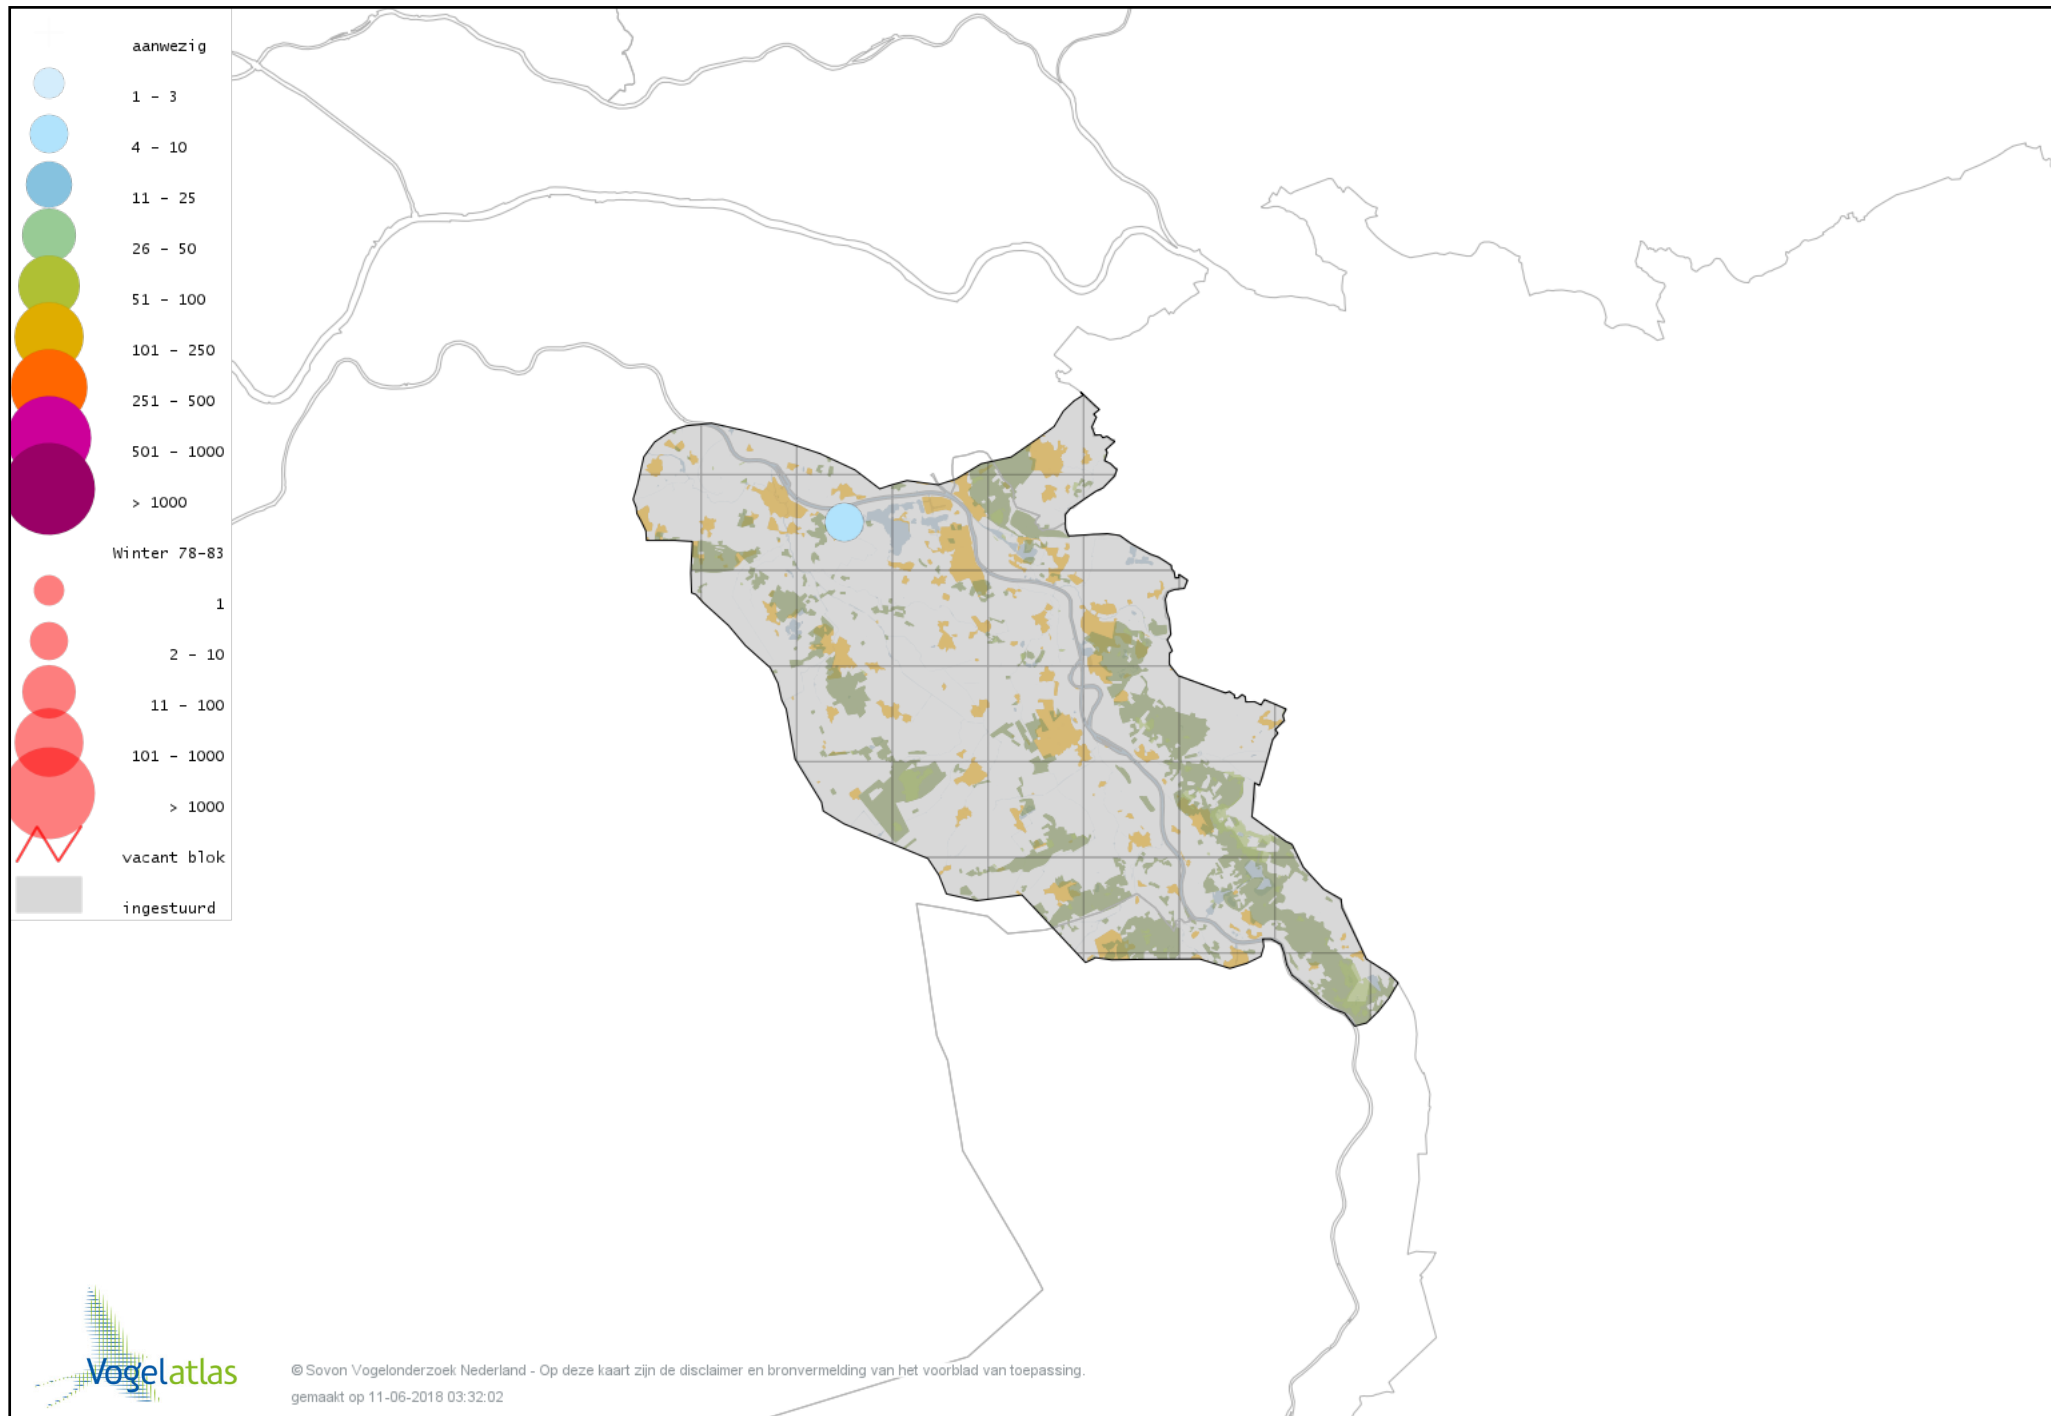 aanwezig
1 - 3
4 - 10
11 - 25
26 - 50
51 - 100
101 - 250
251 - 500
501 - 1000
> 1000
Winter 78-83
1
2 - 10
11 - 100
101 - 1000
> 1000
vacant blok
ingestuurd
Vogelatlas
© Sovon Vogelonderzoek Nederland - Op deze kaart zijn de disclaimer en bronvermelding van het voorblad van toepassing.
gemaakt op 11-06-2018 03:32:02